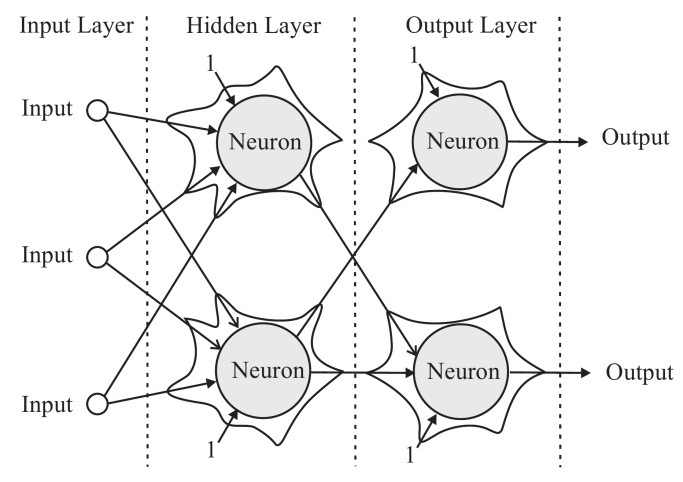 Input Layer
Hidden Layer
Output Layer
1
1
Input
Neuron
Neuron
Output
Input
Neuron
Neuron
Output
Input
1
1